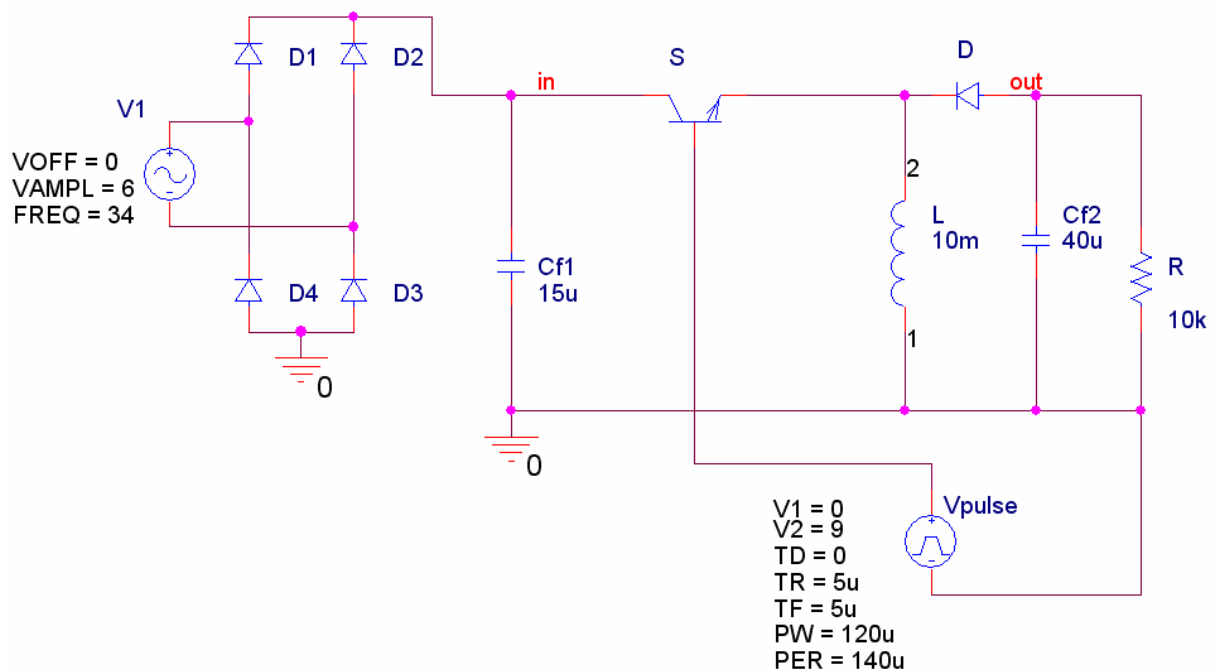 D1
D2
V1
VOFF = 0
VAMPL = 6
FREQ = 34
D4
D3
0
in
S
D
out
Cf1
15u
0
2
L
10m
1
Cf2
40u
R
10k
Vpulse
V1 = 0
V2 = 9
TD = 0
TR = 5u
TF = 5u
PW = 120u
PER = 140u